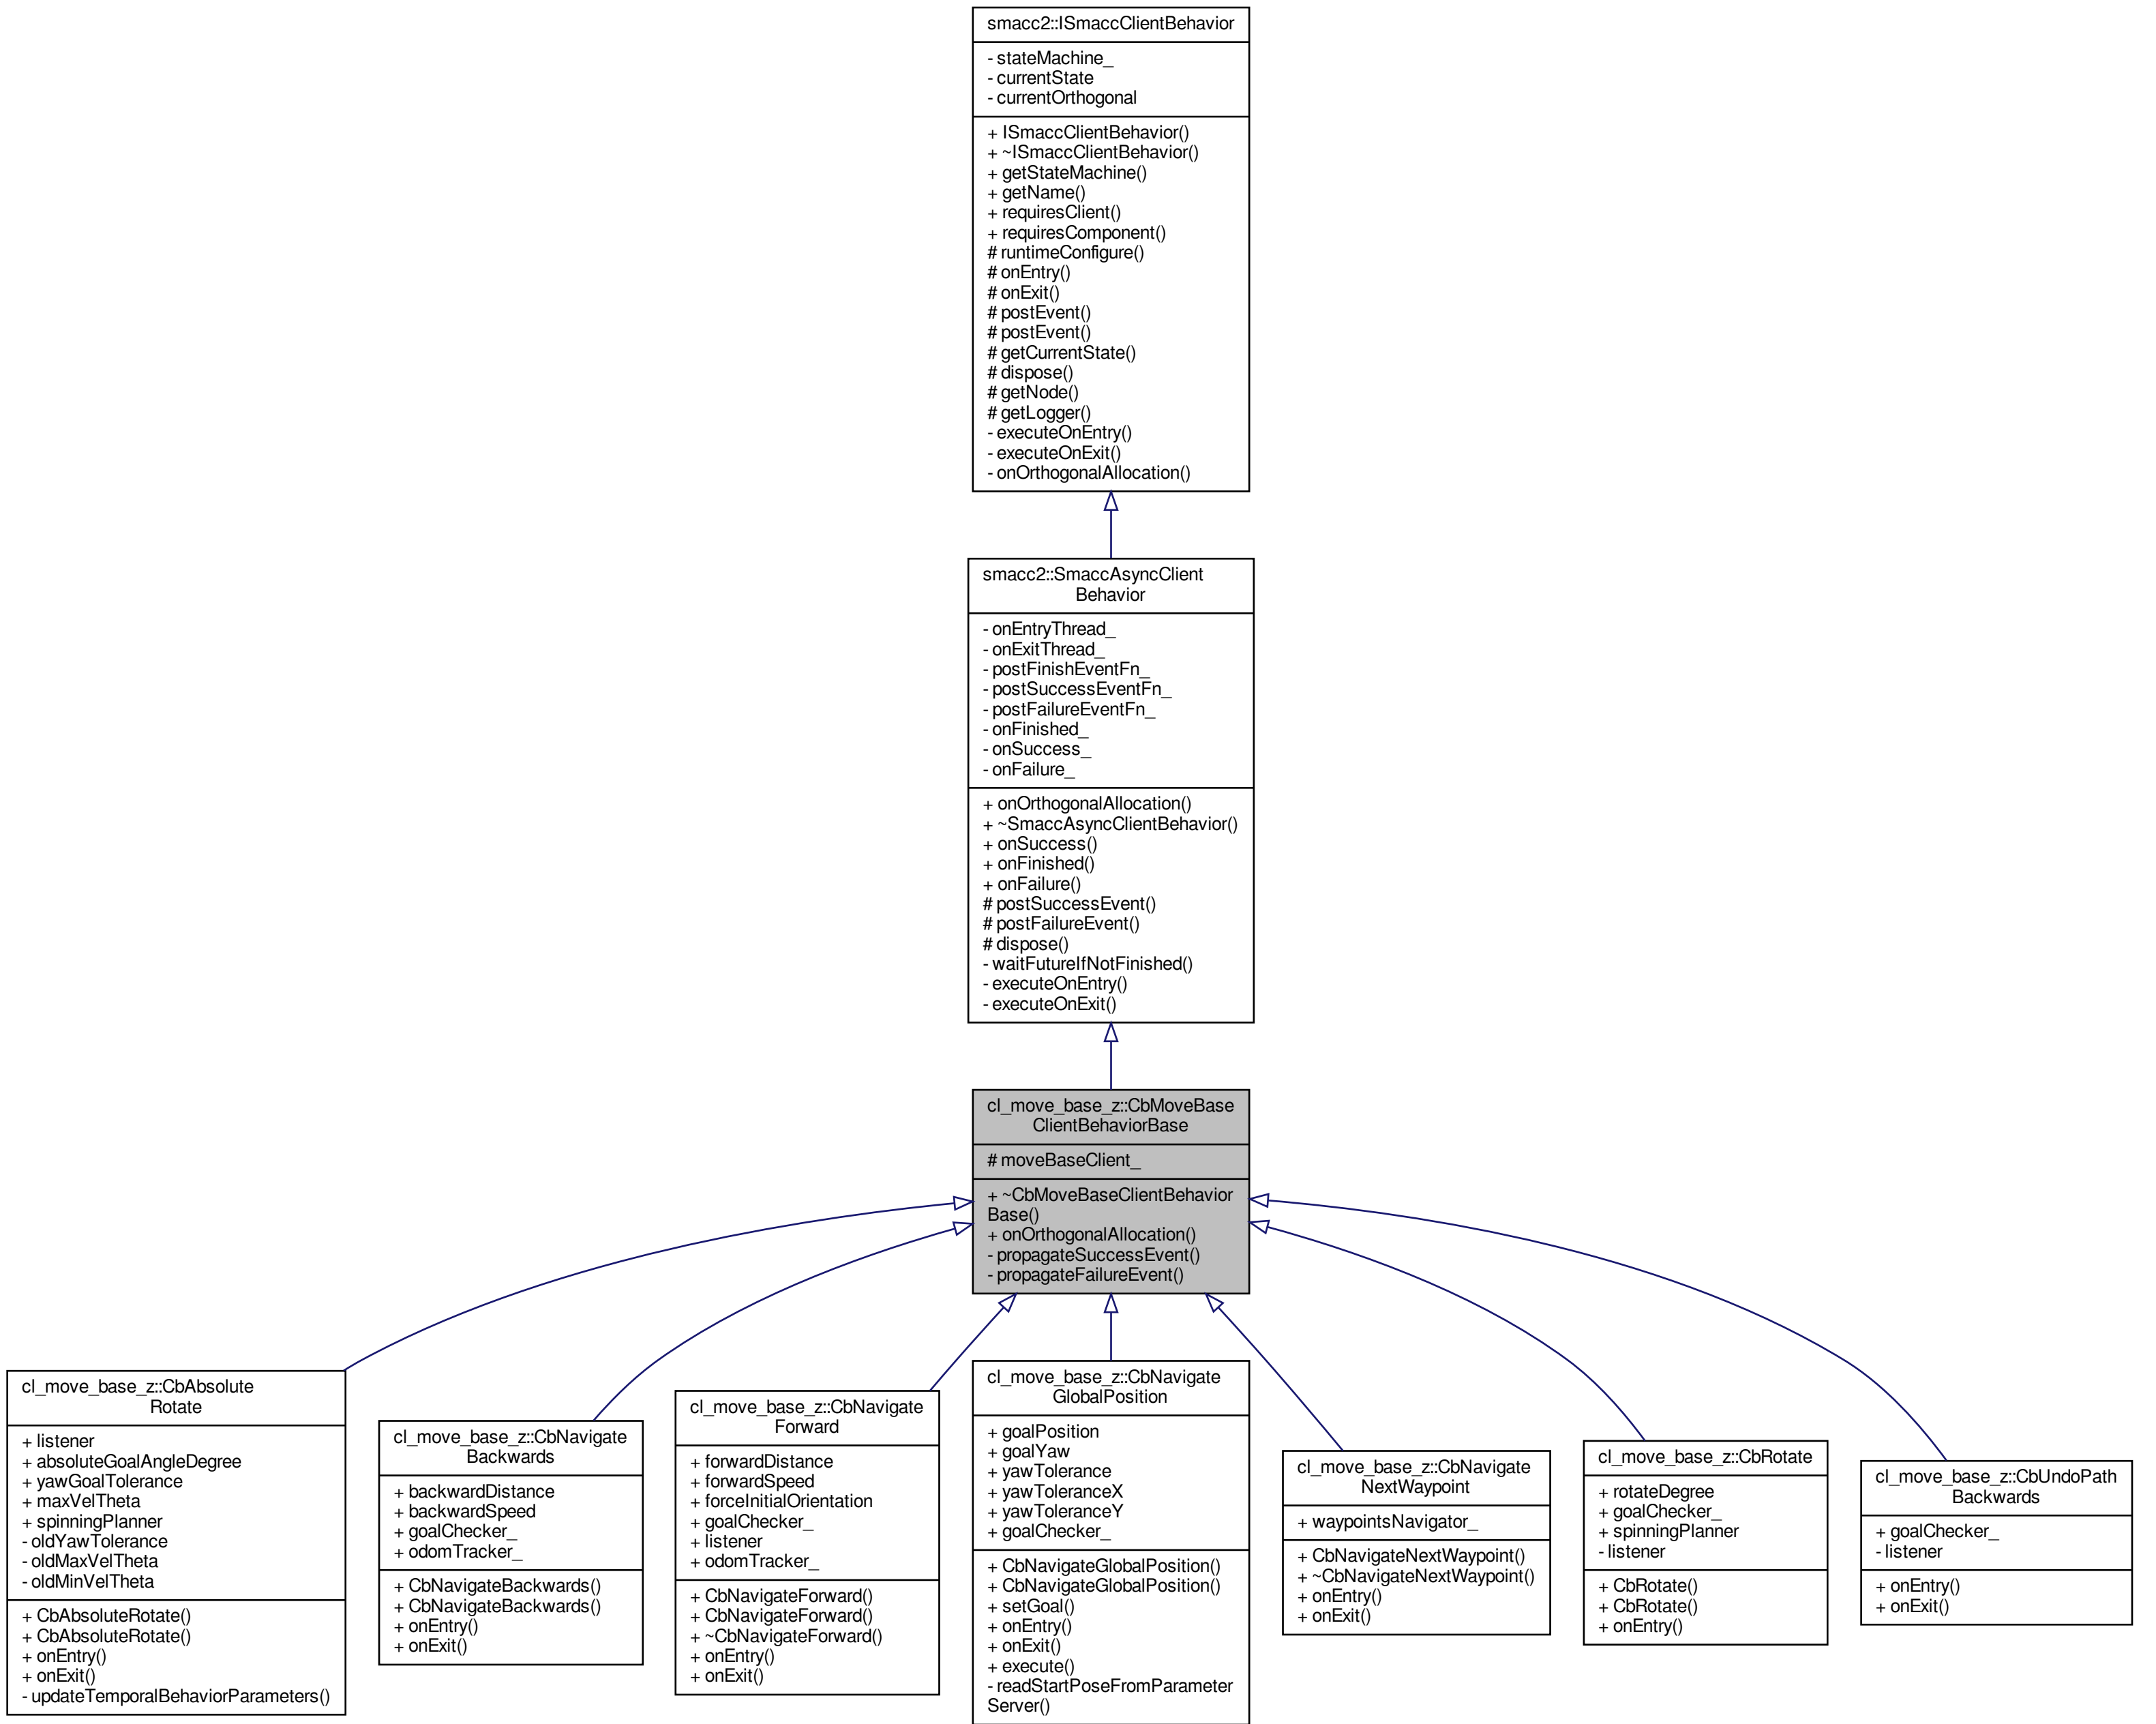 smacc2::ISmaccClientBehavior
- stateMachine_
- currentState
- currentOrthogonal
+ ISmaccClientBehavior()
+ ~ISmaccClientBehavior()
+ getStateMachine()
+ getName()
+ requiresClient()
+ requiresComponent()
# runtimeConfigure()
# onEntry()
# onExit()
# postEvent()
# postEvent()
# getCurrentState()
# dispose()
# getNode()
# getLogger()
- executeOnEntry()
- executeOnExit()
- onOrthogonalAllocation()
smacc2::SmaccAsyncClient
Behavior
- onEntryThread_
- onExitThread_
- postFinishEventFn_
- postSuccessEventFn_
- postFailureEventFn_
- onFinished_
- onSuccess_
- onFailure_
+ onOrthogonalAllocation()
+ ~SmaccAsyncClientBehavior()
+ onSuccess()
+ onFinished()
+ onFailure()
# postSuccessEvent()
# postFailureEvent()
# dispose()
- waitFutureIfNotFinished()
- executeOnEntry()
- executeOnExit()
cl_move_base_z::CbMoveBase
ClientBehaviorBase
# moveBaseClient_
+ ~CbMoveBaseClientBehavior
Base()
+ onOrthogonalAllocation()
- propagateSuccessEvent()
- propagateFailureEvent()
cl_move_base_z::CbAbsolute
Rotate
+ listener
+ absoluteGoalAngleDegree
+ yawGoalTolerance
+ maxVelTheta
+ spinningPlanner
- oldYawTolerance
- oldMaxVelTheta
- oldMinVelTheta
+ CbAbsoluteRotate()
+ CbAbsoluteRotate()
+ onEntry()
+ onExit()
- updateTemporalBehaviorParameters()
cl_move_base_z::CbNavigate
Backwards
+ backwardDistance
+ backwardSpeed
+ goalChecker_
+ odomTracker_
+ CbNavigateBackwards()
+ CbNavigateBackwards()
+ onEntry()
+ onExit()
cl_move_base_z::CbNavigate
Forward
+ forwardDistance
+ forwardSpeed
+ forceInitialOrientation
+ goalChecker_
+ listener
+ odomTracker_
+ CbNavigateForward()
+ CbNavigateForward()
+ ~CbNavigateForward()
+ onEntry()
+ onExit()
cl_move_base_z::CbNavigate
GlobalPosition
+ goalPosition
+ goalYaw
+ yawTolerance
+ yawToleranceX
+ yawToleranceY
+ goalChecker_
+ CbNavigateGlobalPosition()
+ CbNavigateGlobalPosition()
+ setGoal()
+ onEntry()
+ onExit()
+ execute()
- readStartPoseFromParameter
Server()
cl_move_base_z::CbNavigate
NextWaypoint
+ waypointsNavigator_
+ CbNavigateNextWaypoint()
+ ~CbNavigateNextWaypoint()
+ onEntry()
+ onExit()
cl_move_base_z::CbRotate
+ rotateDegree
+ goalChecker_
+ spinningPlanner
- listener
+ CbRotate()
+ CbRotate()
+ onEntry()
cl_move_base_z::CbUndoPath
Backwards
+ goalChecker_
- listener
+ onEntry()
+ onExit()